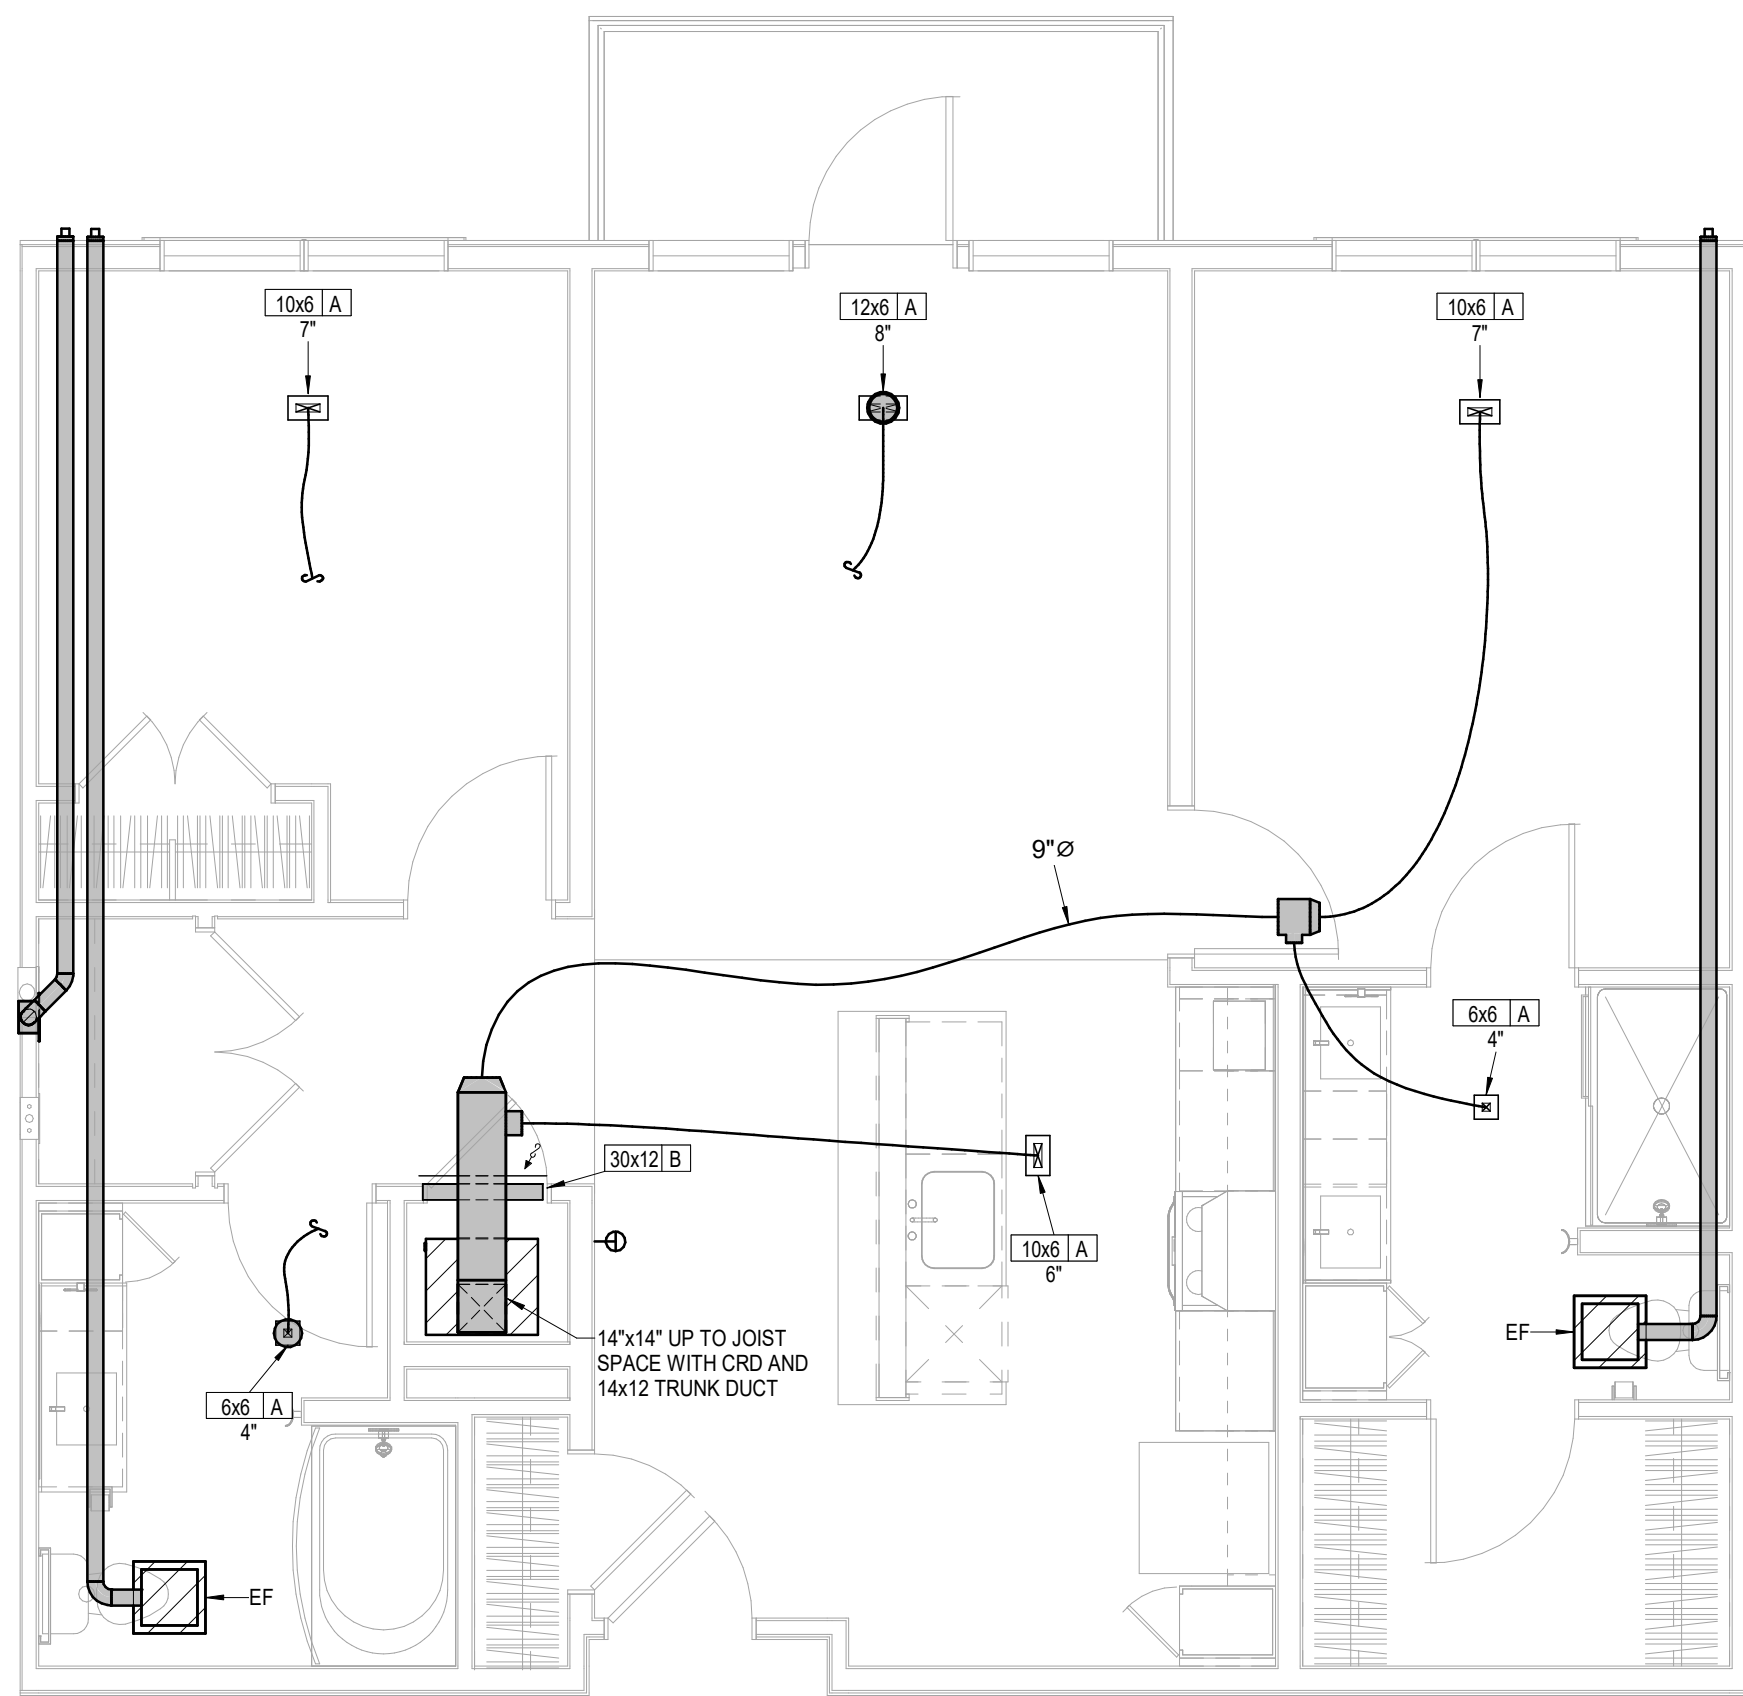 10x6 A
7"
12x6 A
8"
10x6 A
7"
9"∅
6x6 A
4"
30x12 B
10x6 A
6"
14"x14" UP TO JOIST
SPACE WITH CRD AND
14x12 TRUNK DUCT
EF
6x6 A
4"
EF